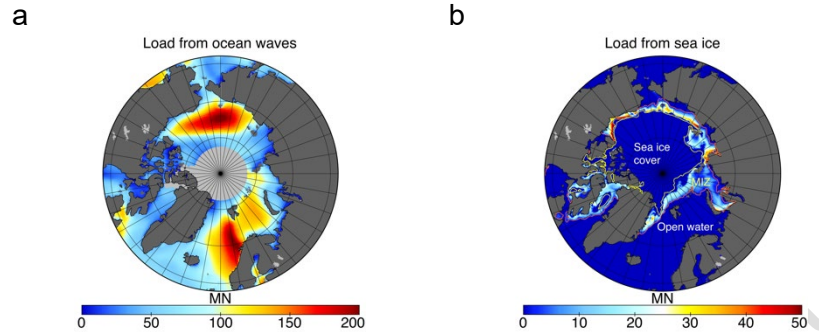 a
b
Load from ocean waves
Load from sea ice
Sea ice
cover
MIZ
Open water
MN
0 50 100 150 200
MN
0 10 20 30 40 50